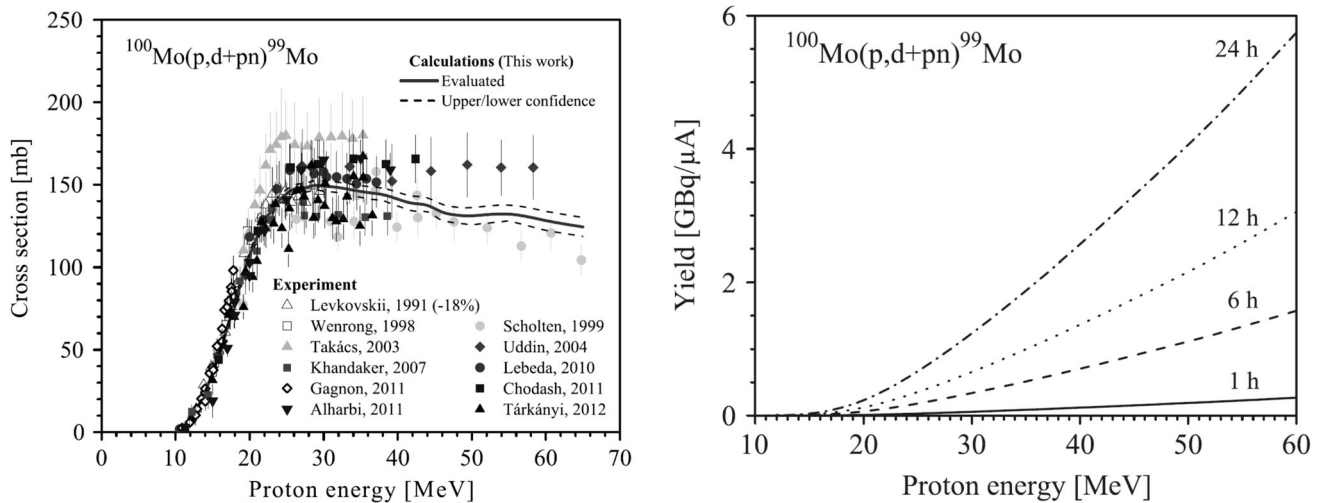 ¹⁰⁰Mo(p,d+pn)⁹⁹Mo
Calculations (This work)
Evaluated
Upper/lower confidence
Experiment
Levkovskii, 1991 (-18%)
Wenrong, 1998
Takács, 2003
Khandaker, 2007
Gagnon, 2011
Alharbi, 2011
Scholten, 1999
Uddin, 2004
Lebeda, 2010
Chodash, 2011
Tárkányi, 2012
Cross section [mb]
250
200
150
100
50
0
0 10 20 30 40 50 60 70
Proton energy [MeV]
¹⁰⁰Mo(p,d+pn)⁹⁹Mo
24 h
12 h
6 h
1 h
Yield [GBq/μA]
6
4
2
0
10 20 30 40 50 60
Proton energy [MeV]